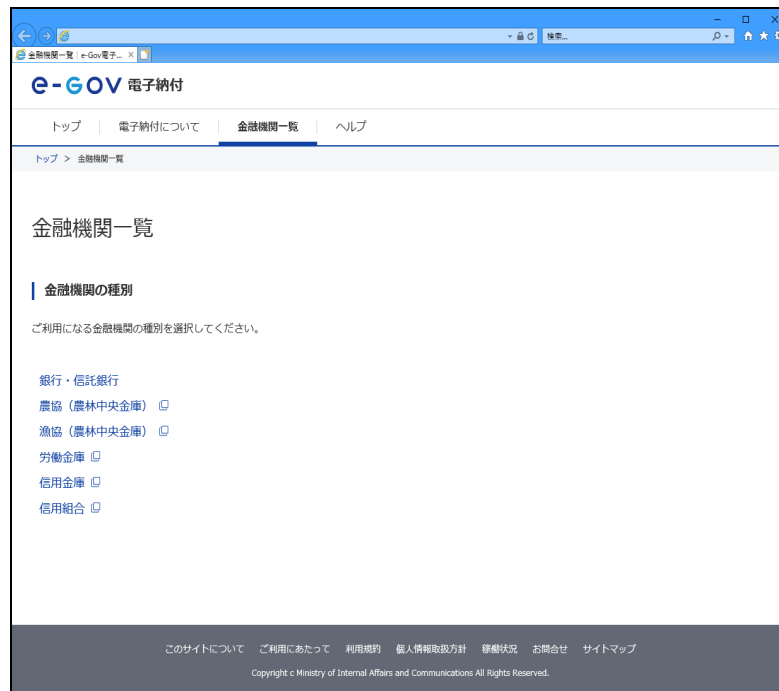 検索...
金融機関一覧 | e-Gov電子...
e-GOV 電子納付
トップ 電子納付について 金融機関一覧 ヘルプ
トップ > 金融機関一覧
金融機関一覧
金融機関の種別
ご利用になる金融機関の種別を選択してください。
銀行・信託銀行
農協（農林中央金庫）
漁協（農林中央金庫）
労働金庫
信用金庫
信用組合
このサイトについて ご利用にあたって 利用規約 個人情報取扱方針 稼働状況 お問合せ サイトマップ
Copyright c Ministry of Internal Affairs and Communications All Rights Reserved.